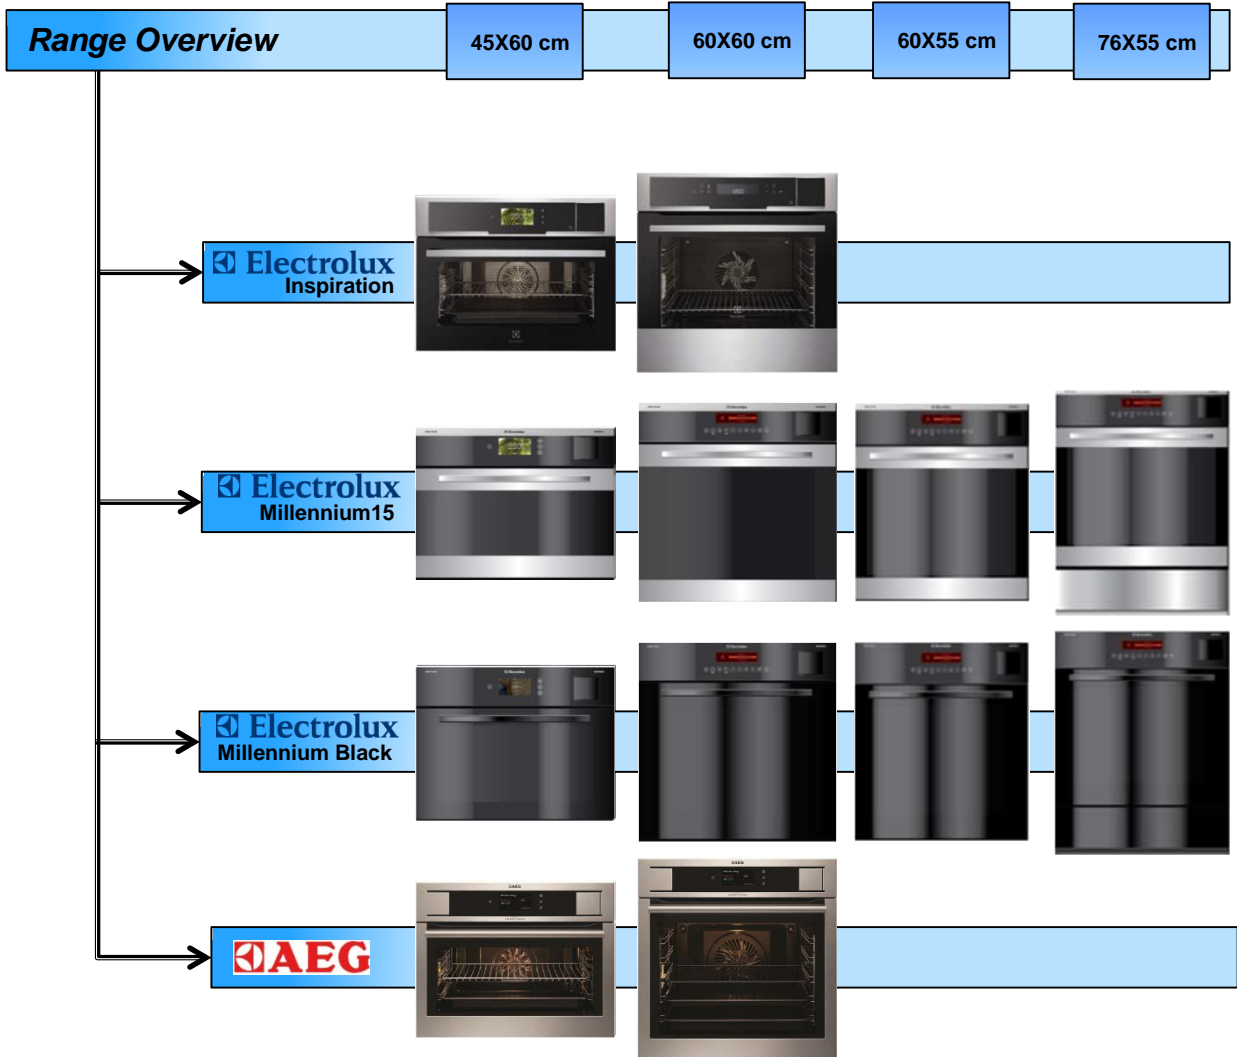 Range Overview
45X60 cm
60X60 cm
60X55 cm
76X55 cm
Electrolux
Inspiration
Electrolux
Millennium15
Electrolux
Millennium Black
AEG